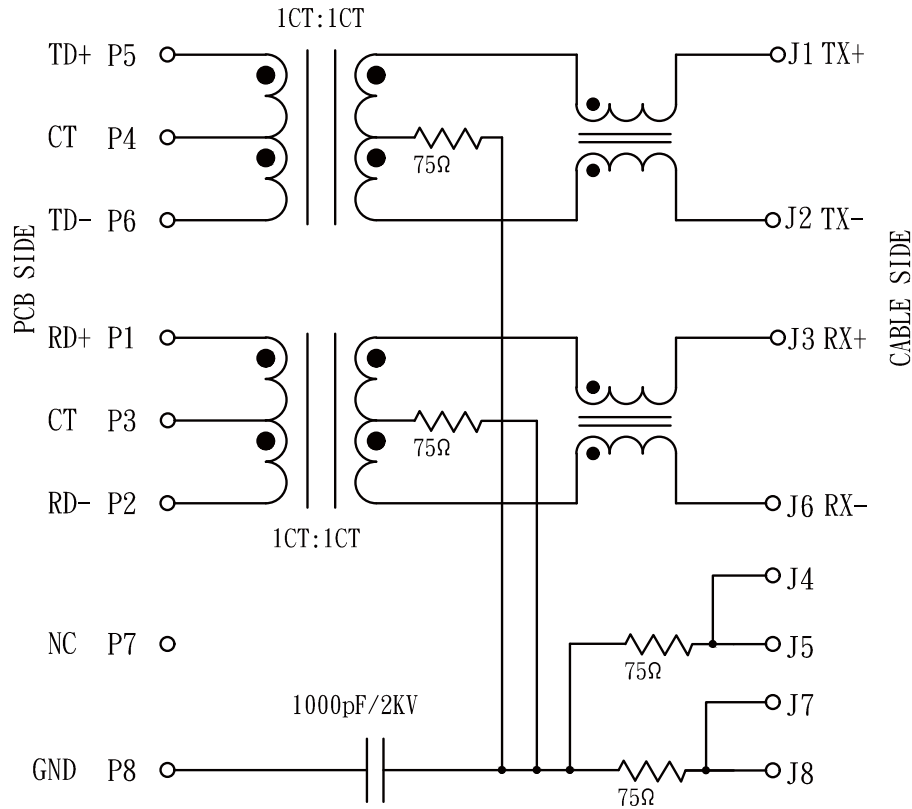 1CT:1CT
TD+ P5
J1 TX+
CT P4
75Ω
TD- P6
J2 TX-
PCB SIDE
CABLE SIDE
RD+ P1
J3 RX+
CT P3
75Ω
RD- P2
J6 RX-
1CT:1CT
J4
NC P7
J5
75Ω
1000pF/2KV
J7
GND P8
J8
75Ω